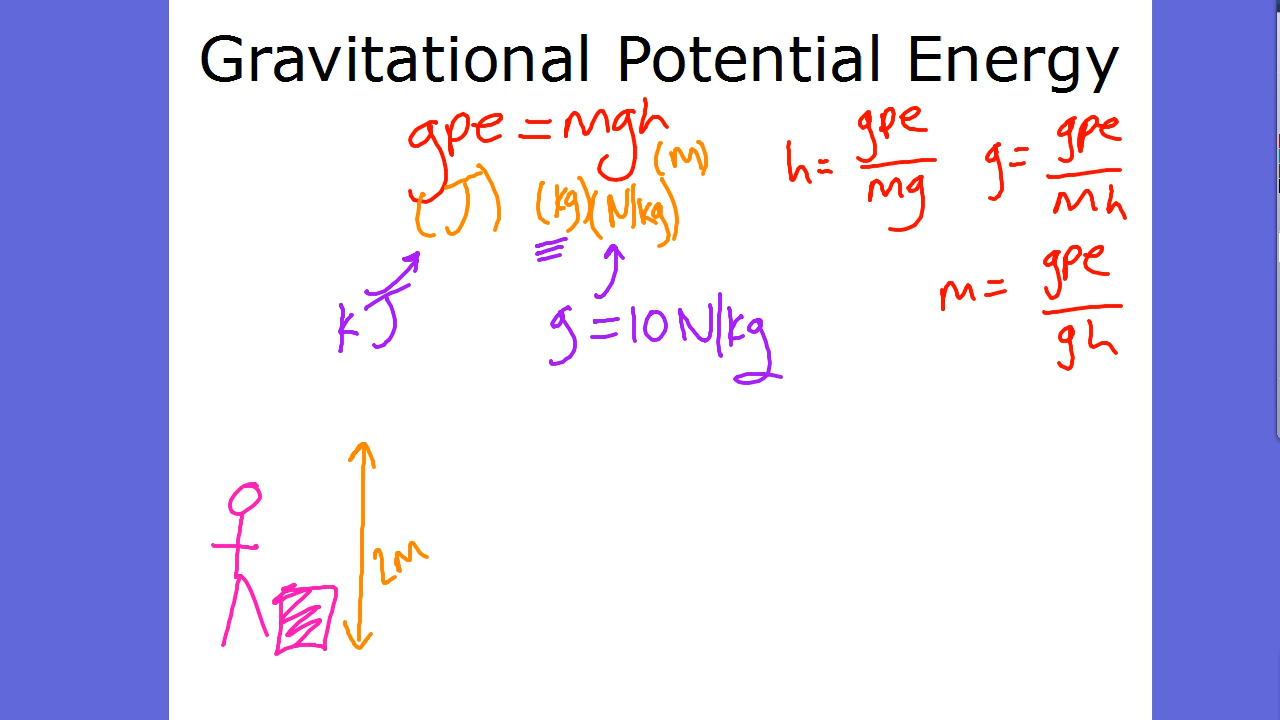 Gravitational Potential Energy
gpe = mgh
(J) (kg) (N/kg) (m)
kJ
g = 10 N/kg
h = gpe
mg
g = gpe
mh
m = gpe
gh
2m